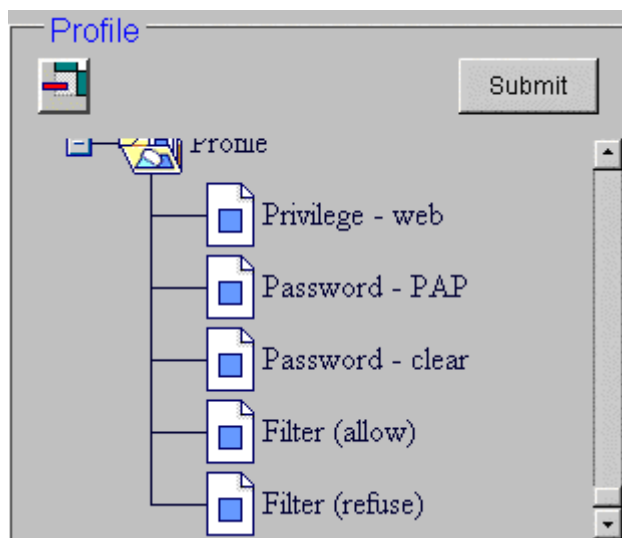 Profile
Submit
Profile
Privilege - web
Password - PAP
Password - clear
Filter (allow)
Filter (refuse)